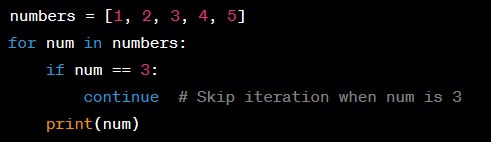 numbers = [1, 2, 3, 4, 5]
for num in numbers:
    if num == 3:
        continue  # Skip iteration when num is 3
    print(num)